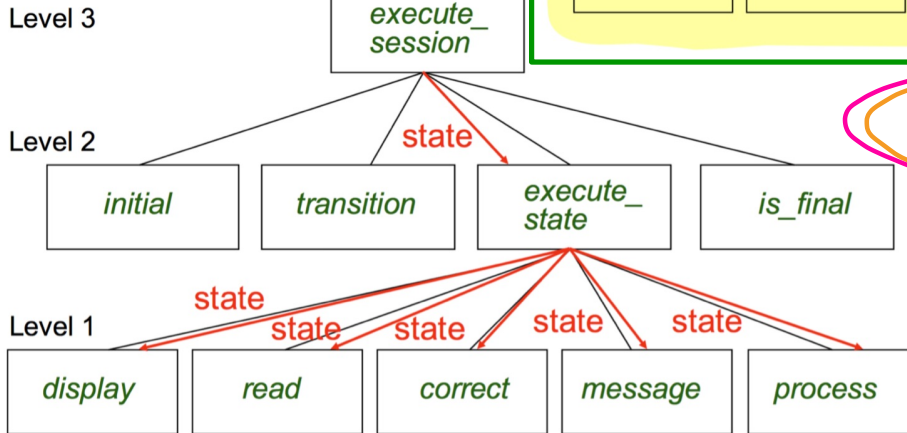 Level 3
execute_
session
state
Level 2
initial
transition
execute_
state
is_final
state
state
state
state
state
Level 1
display
read
correct
message
process